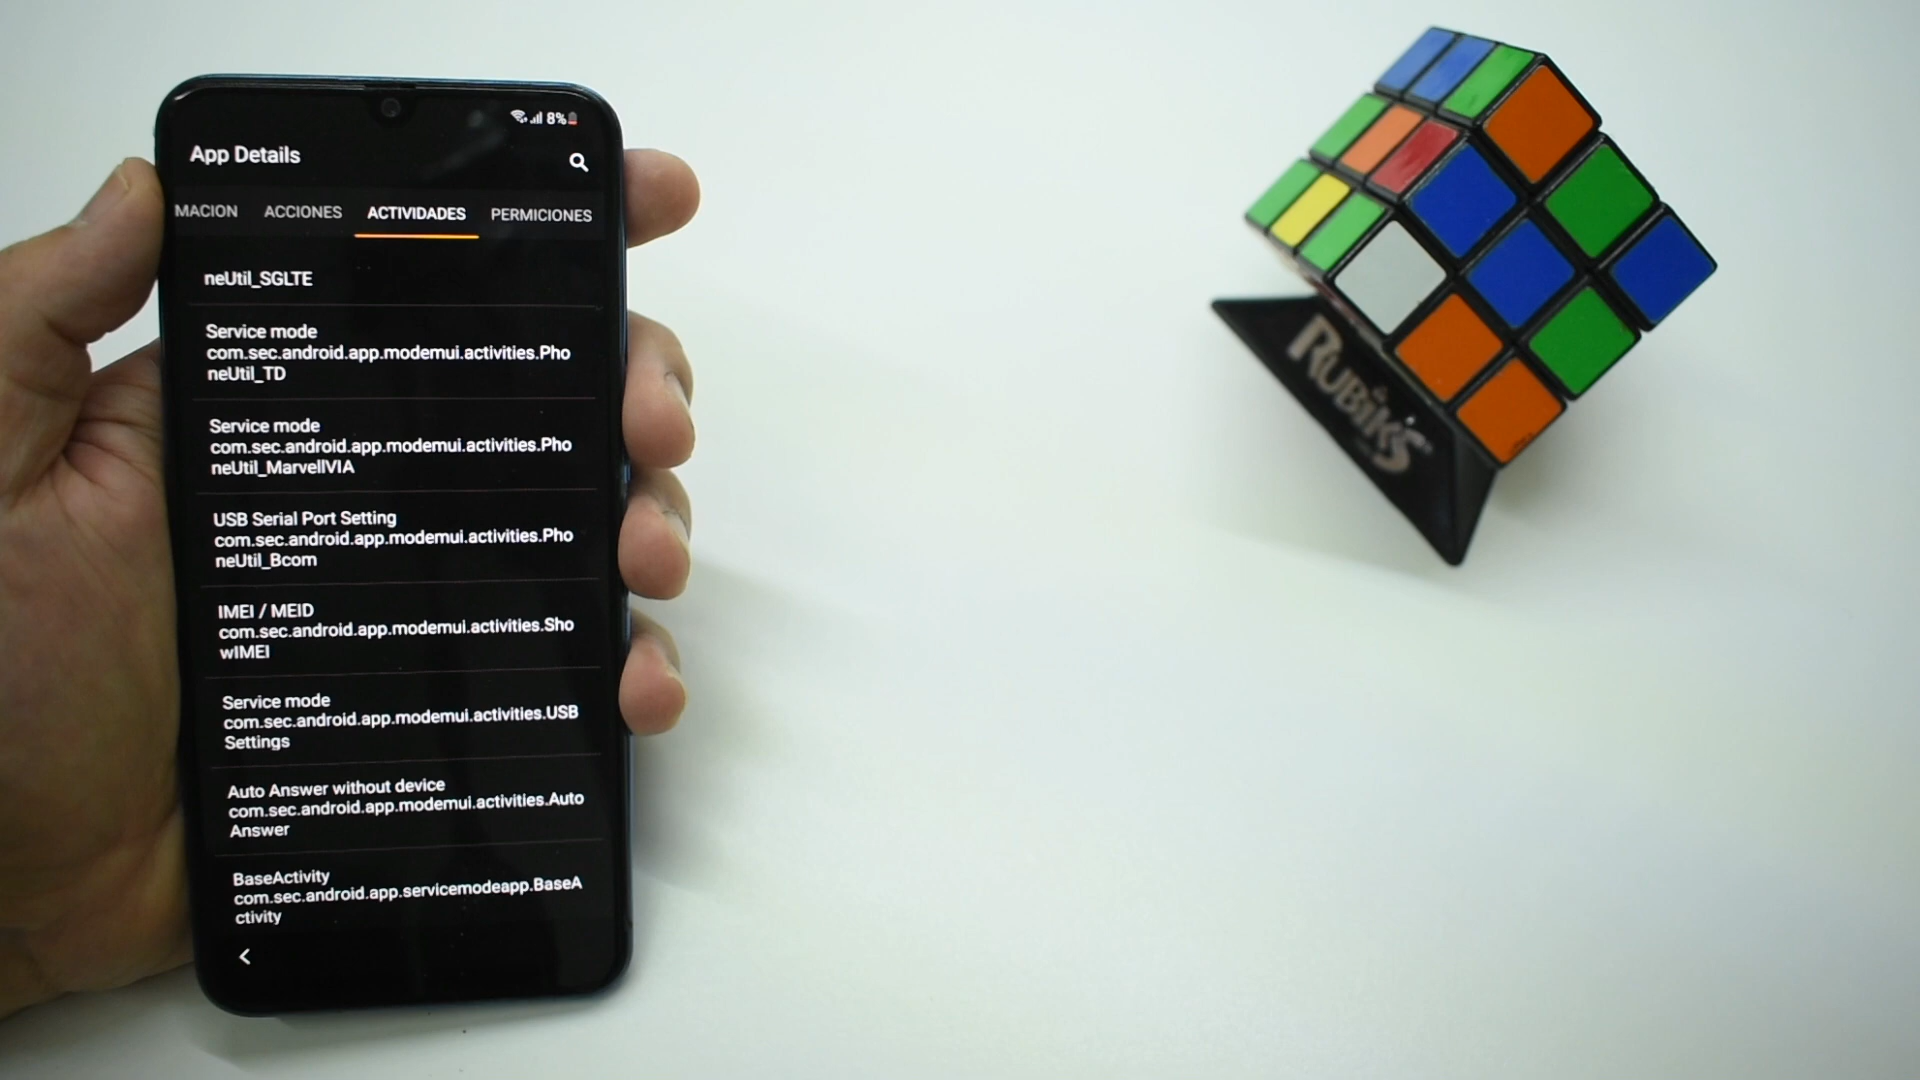 8%
App Details
MACION ACCIONES ACTIVIDADES PERMICIONES
neUtil_SGLTE
Service mode
com.sec.android.app.modemui.activities.Pho
neUtil_TD
Service mode
com.sec.android.app.modemui.activities.Pho
neUtil_MarvellVIA
USB Serial Port Setting
com.sec.android.app.modemui.activities.Pho
neUtil_Bcom
IMEI / MEID
com.sec.android.app.modemui.activities.Sho
wIMEI
Service mode
com.sec.android.app.modemui.activities.USB
Settings
Auto Answer without device
com.sec.android.app.modemui.activities.Auto
Answer
BaseActivity
com.sec.android.app.servicemodeapp.BaseA
ctivity
RUBIK'S